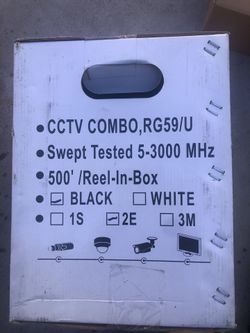 CCTV COMBO,RG59/U
Swept Tested 5-3000 MHz
500' /Reel-In-Box
BLACK WHITE
1S 2E 3M